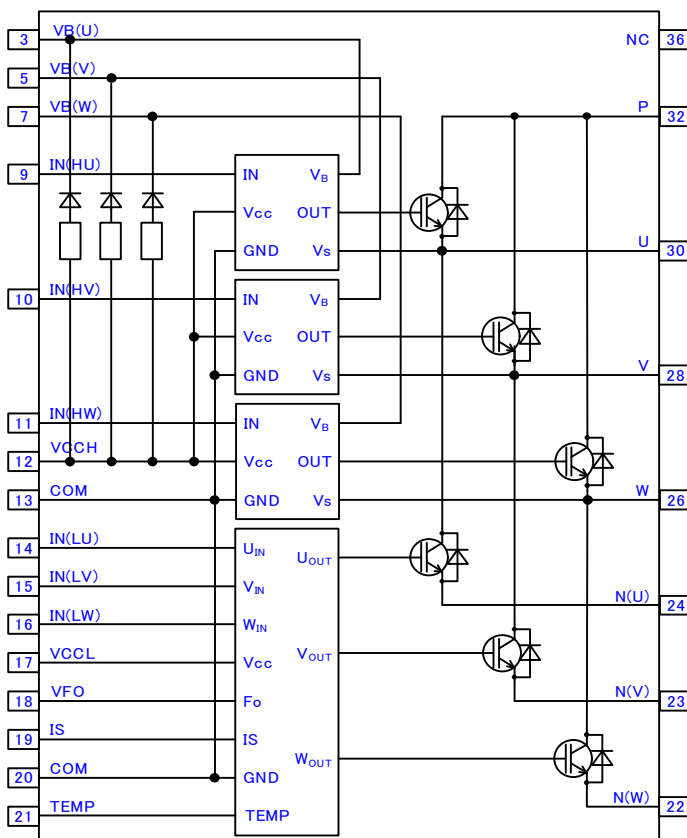 3 VB(U)
5 VB(V)
7 VB(W)
9 IN(HU)
10 IN(HV)
11 IN(HW)
12 VCCH
13 COM
14 IN(LU)
15 IN(LV)
16 IN(LW)
17 VCCL
18 VFO
19 IS
20 COM
21 TEMP
IN VB
Vcc OUT
GND Vs
IN VB
Vcc OUT
GND Vs
IN VB
Vcc OUT
GND Vs
UIN UOUT
VIN
WIN
Vcc VOUT
Fo
IS WOUT
GND
TEMP
NC 36
P 32
U 30
V 28
W 26
N(U) 24
N(V) 23
N(W) 22